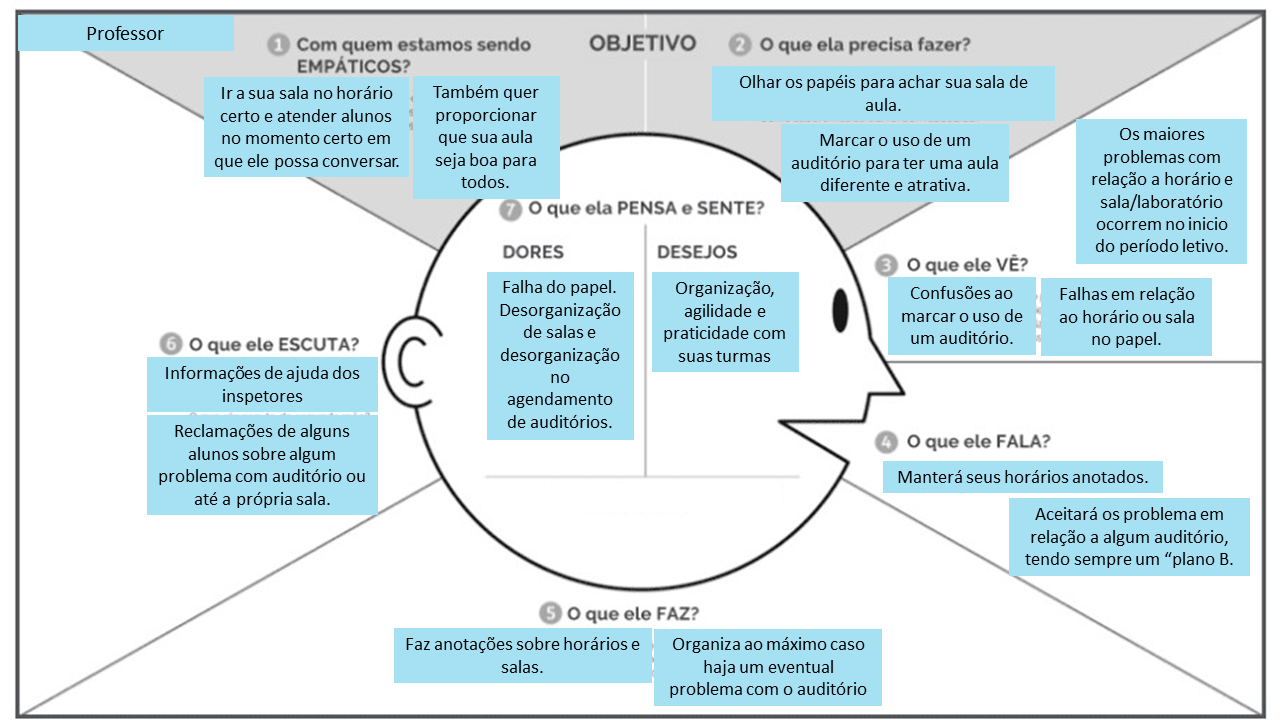 Professor
1 Com quem estamos sendo
EMPÁTICOS?
Ir a sua sala no horário
certo e atender alunos
no momento certo em
que ele possa conversar.
Também quer
proporcionar
que sua aula
seja boa para
todos.
OBJETIVO
2 O que ela precisa fazer?
Olhar os papéis para achar sua sala de
aula.
Marcar o uso de um
auditório para ter uma aula
diferente e atrativa.
Os maiores
problemas com
relação a horário e
sala/laboratório
ocorrem no inicio
do período letivo.
3 O que ele VÊ?
Confusões ao
marcar o uso de
um auditório.
Falhas em relação
ao horário ou sala
no papel.
4 O que ele FALA?
Manterá seus horários anotados.
Aceitará os problema em
relação a algum auditório,
tendo sempre um “plano B.
5 O que ele FAZ?
Faz anotações sobre horários e
salas.
Organiza ao máximo caso
haja um eventual
problema com o auditório
6 O que ele ESCUTA?
Informações de ajuda dos
inspetores
Reclamações de alguns
alunos sobre algum
problema com auditório ou
até a própria sala.
7 O que ela PENSA e SENTE?
DORES
Falha do papel.
Desorganização
de salas e
desorganização
no
agendamento
de auditórios.
DESEJOS
Organização,
agilidade e
praticidade com
suas turmas